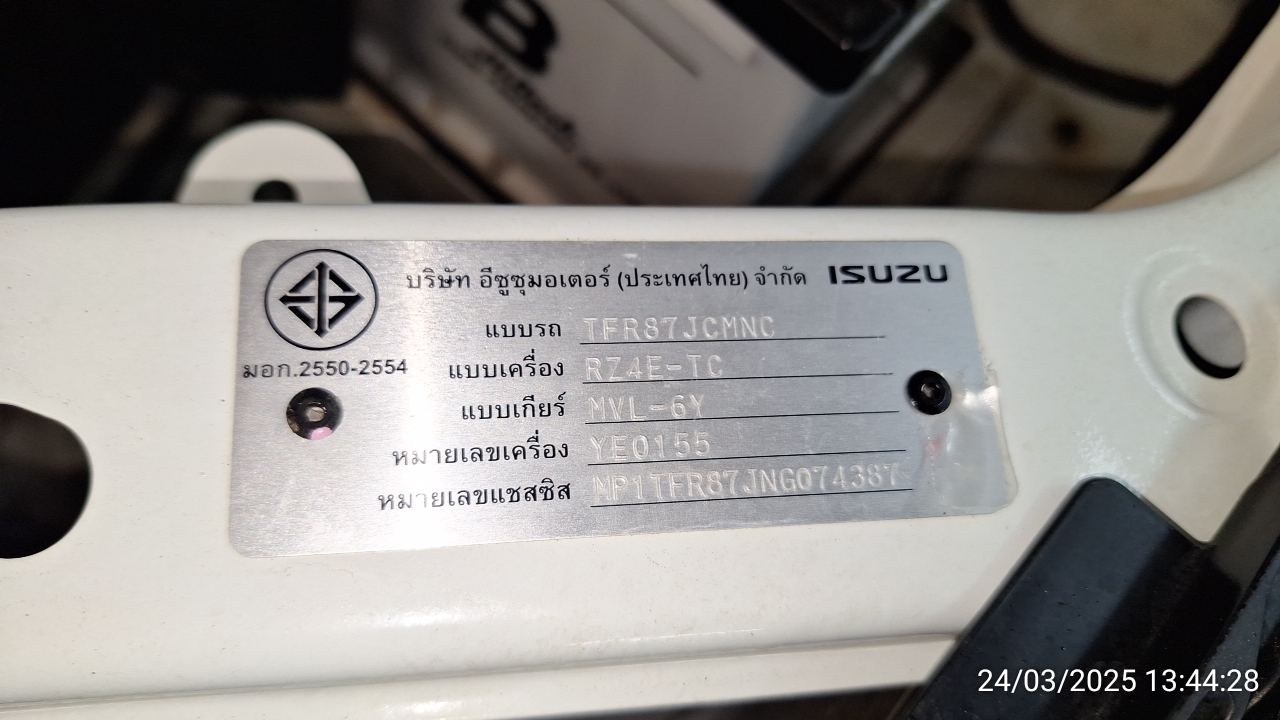 B
บริษัท อีซูซุมอเตอร์ (ประเทศไทย) จำกัด ISUZU
แบบรถ TFR87JCMNC
มอก.2550-2554
แบบเครื่อง RZ4E-TC
แบบเกียร์ MVL-6Y
หมายเลขเครื่อง YE0155
หมายเลขแชสซิส MP1TFR87JNG074387
24/03/2025 13:44:28